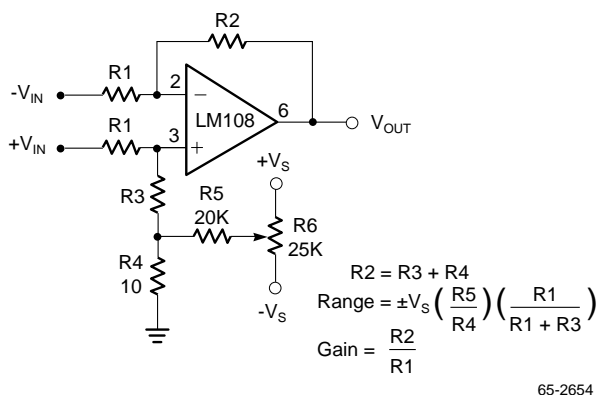 R2
R1
-V_IN
2
−
6
LM108
V_OUT
R1
+V_IN
3
+
R3
R5
20K
+V_S
R6
25K
R4
10
-V_S
R2 = R3 + R4
Range = ±V_S (R5/R4) (R1/(R1 + R3))
Gain = R2/R1
65-2654